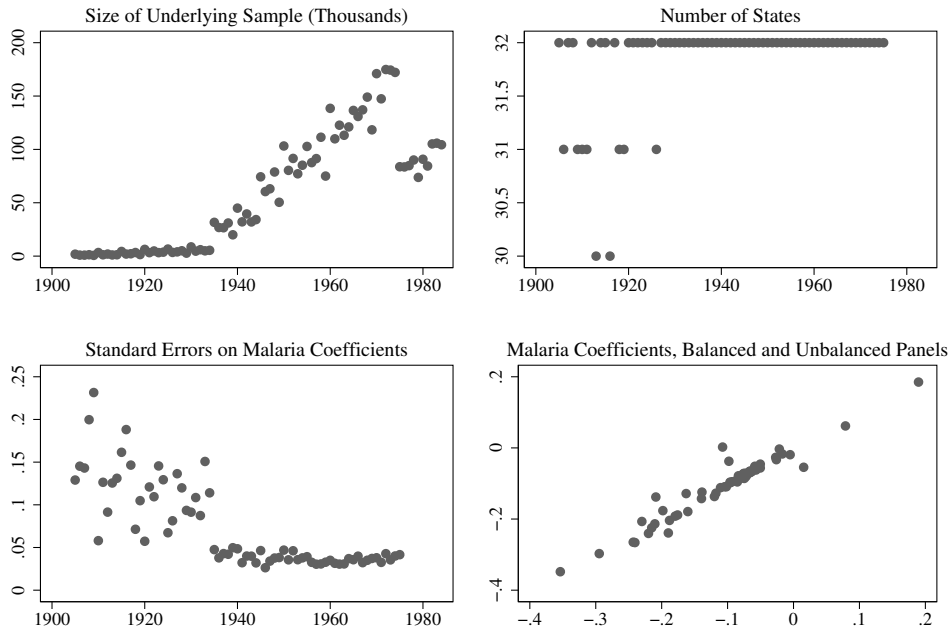 Size of Underlying Sample (Thousands)
200
150
100
50
0
1900 1920 1940 1960 1980
Number of States
32
31.5
31
30.5
30
1900 1920 1940 1960 1980
Standard Errors on Malaria Coefficients
.25
.2
.15
.1
.05
0
1900 1920 1940 1960 1980
Malaria Coefficients, Balanced and Unbalanced Panels
.2
0
-.2
-.4
-.4 -.3 -.2 -.1 0 .1 .2